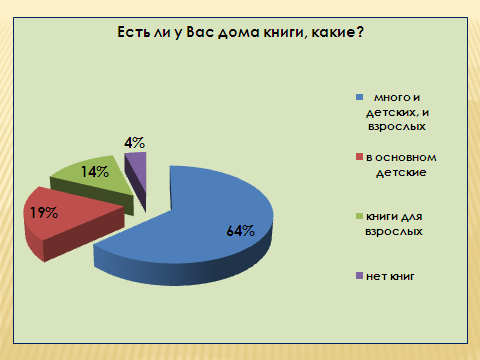 Есть ли у Вас дома книги, какие?
4%
14%
19%
64%
много и
детских, и
взрослых
в основном
детские
книги для
взрослых
нет книг